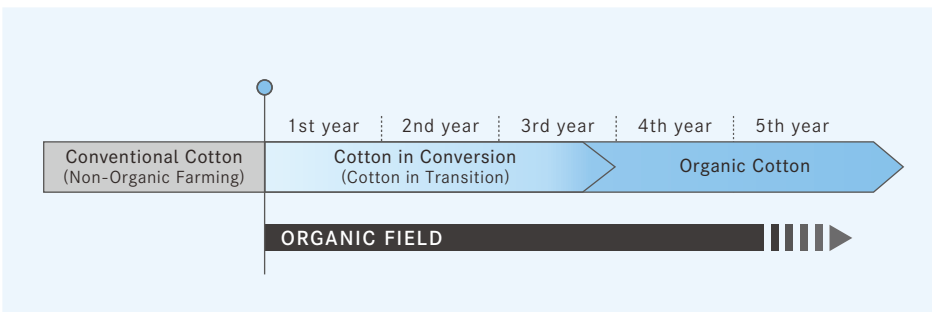 1st year
2nd year
3rd year
4th year
5th year
Conventional Cotton
(Non-Organic Farming)
Cotton in Conversion
(Cotton in Transition)
Organic Cotton
ORGANIC FIELD